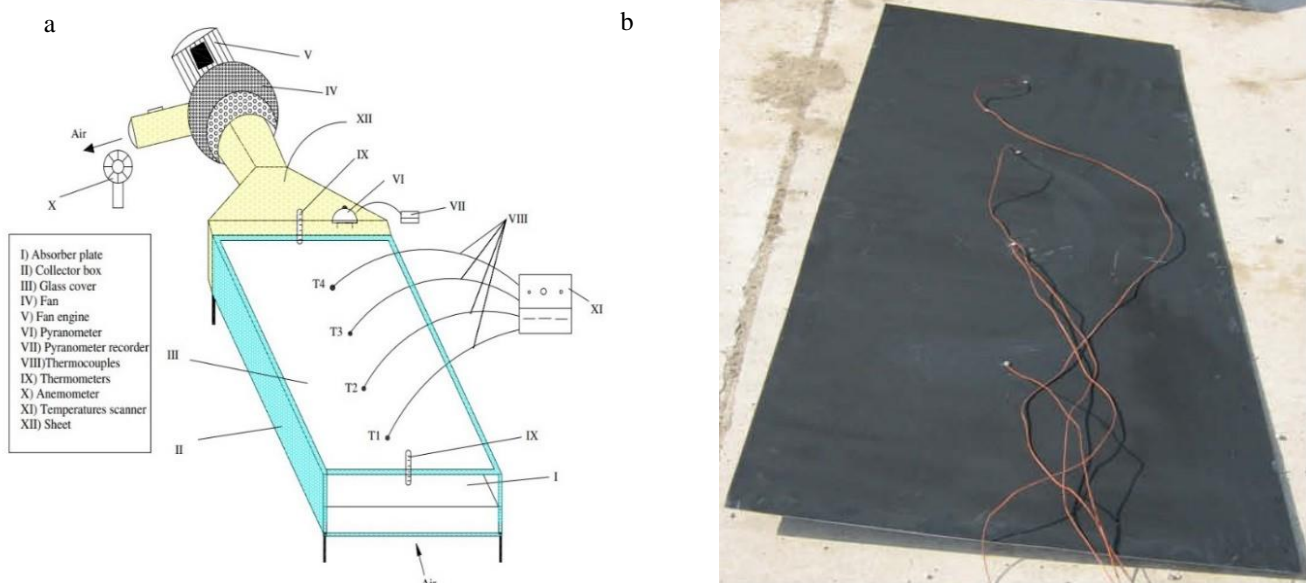 a
b
V
IV
XII
Air
IX
VI
X
VII
VIII
I) Absorber plate
II) Collector box
III) Glass cover
IV) Fan
V) Fan engine
VI) Pyranometer
VII) Pyranometer recorder
VIII)Thermocouples
IX) Thermometers
X) Anemometer
XI) Temperatures scanner
XII) Sheet
T4
XI
T3
III
T2
T1
II
IX
I
Air